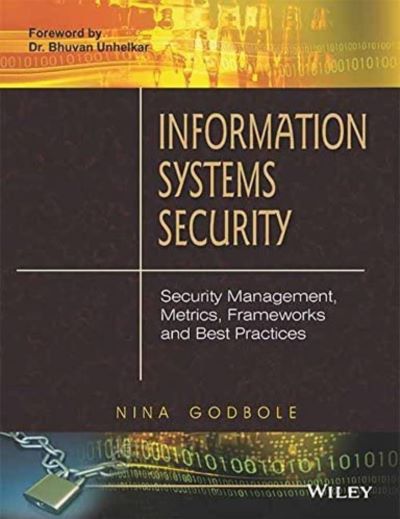 Foreword by
Dr. Bhuvan Unhelkar
INFORMATION
SYSTEMS
SECURITY
Security Management,
Metrics, Frameworks
and Best Practices
NINA GODBOLE
WILEY